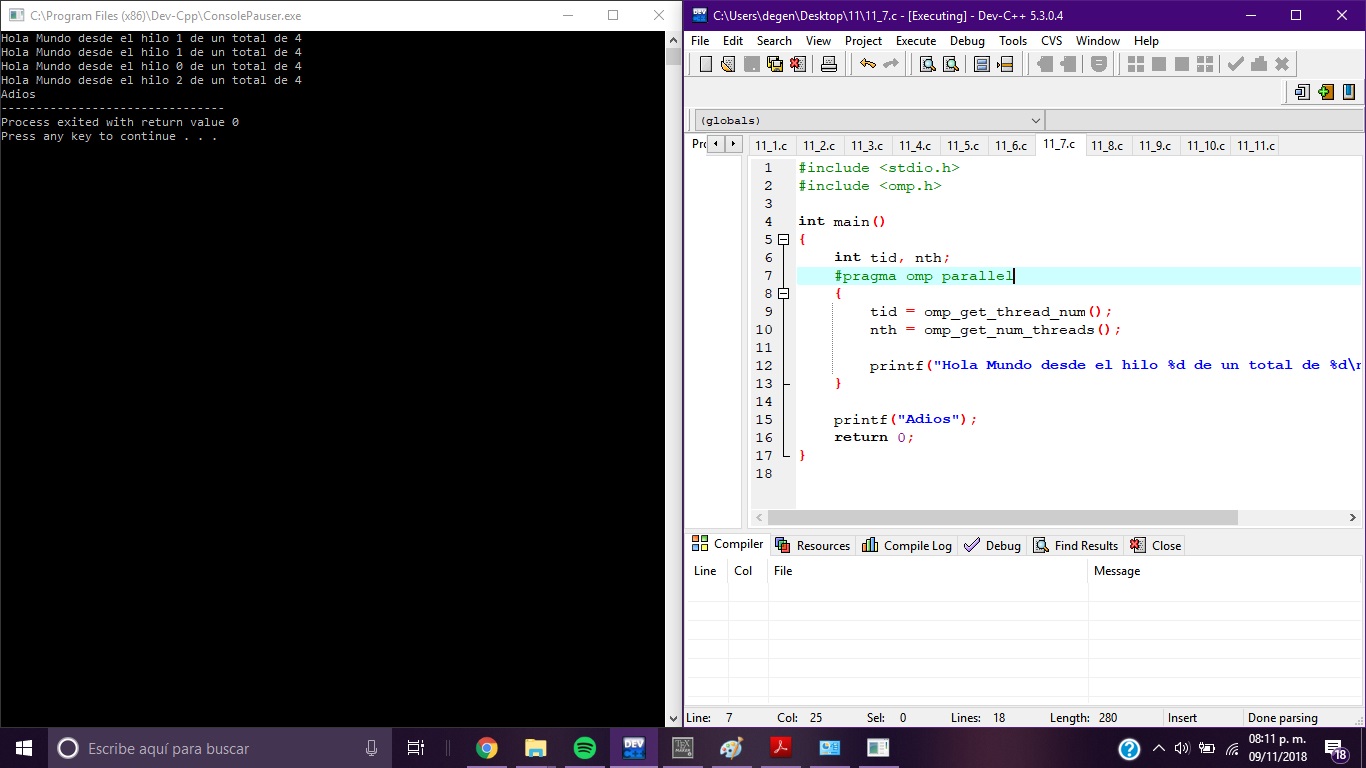 C:\Program Files (x86)\Dev-Cpp\ConsolePauser.exe
Hola Mundo desde el hilo 1 de un total de 4
Hola Mundo desde el hilo 1 de un total de 4
Hola Mundo desde el hilo 0 de un total de 4
Hola Mundo desde el hilo 2 de un total de 4
Adios
--------------------------------
Process exited with return value 0
Press any key to continue . . .
C:\Users\degen\Desktop\11\11_7.c - [Executing] - Dev-C++ 5.3.0.4
File Edit Search View Project Execute Debug Tools CVS Window Help
(globals)
Prc 11_1.c 11_2.c 11_3.c 11_4.c 11_5.c 11_6.c 11_7.c 11_8.c 11_9.c 11_10.c 11_11.c
1 #include <stdio.h>
2 #include <omp.h>
3
4 int main()
5 {
6 int tid, nth;
7 #pragma omp parallel
8 {
9 tid = omp_get_thread_num();
10 nth = omp_get_num_threads();
11
12 printf("Hola Mundo desde el hilo %d de un total de %d\n
13 }
14
15 printf("Adios");
16 return 0;
17 }
18
Compiler Resources Compile Log Debug Find Results Close
Line Col File Message
Line: 7 Col: 25 Sel: 0 Lines: 18 Length: 280 Insert Done parsing
Escribe aquí para buscar
DEV
TEX
08:11 p. m.
09/11/2018
18